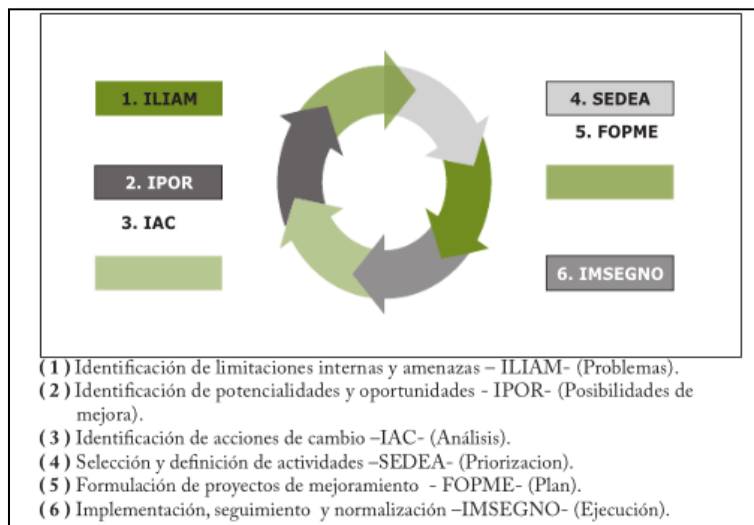 1. ILIAM
2. IPOR
3. IAC
4. SEDEA
5. FOPME
6. IMSEGNO
( 1 ) Identificación de limitaciones internas y amenazas – ILIAM- (Problemas).
( 2 ) Identificación de potencialidades y oportunidades - IPOR- (Posibilidades de
mejora).
( 3 ) Identificación de acciones de cambio –IAC- (Análisis).
( 4 ) Selección y definición de actividades –SEDEA- (Priorizacion).
( 5 ) Formulación de proyectos de mejoramiento - FOPME- (Plan).
( 6 ) Implementación, seguimiento y normalización –IMSEGNO- (Ejecución).